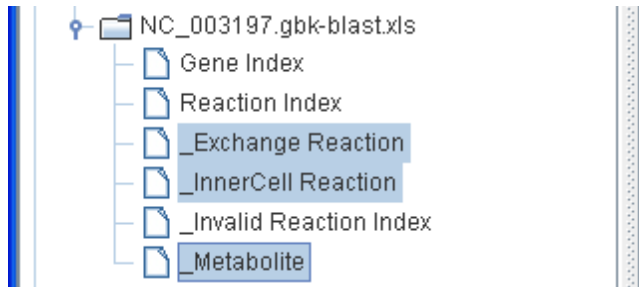 NC_003197.gbk-blast.xls
Gene Index
Reaction Index
_Exchange Reaction
_InnerCell Reaction
_Invalid Reaction Index
_Metabolite